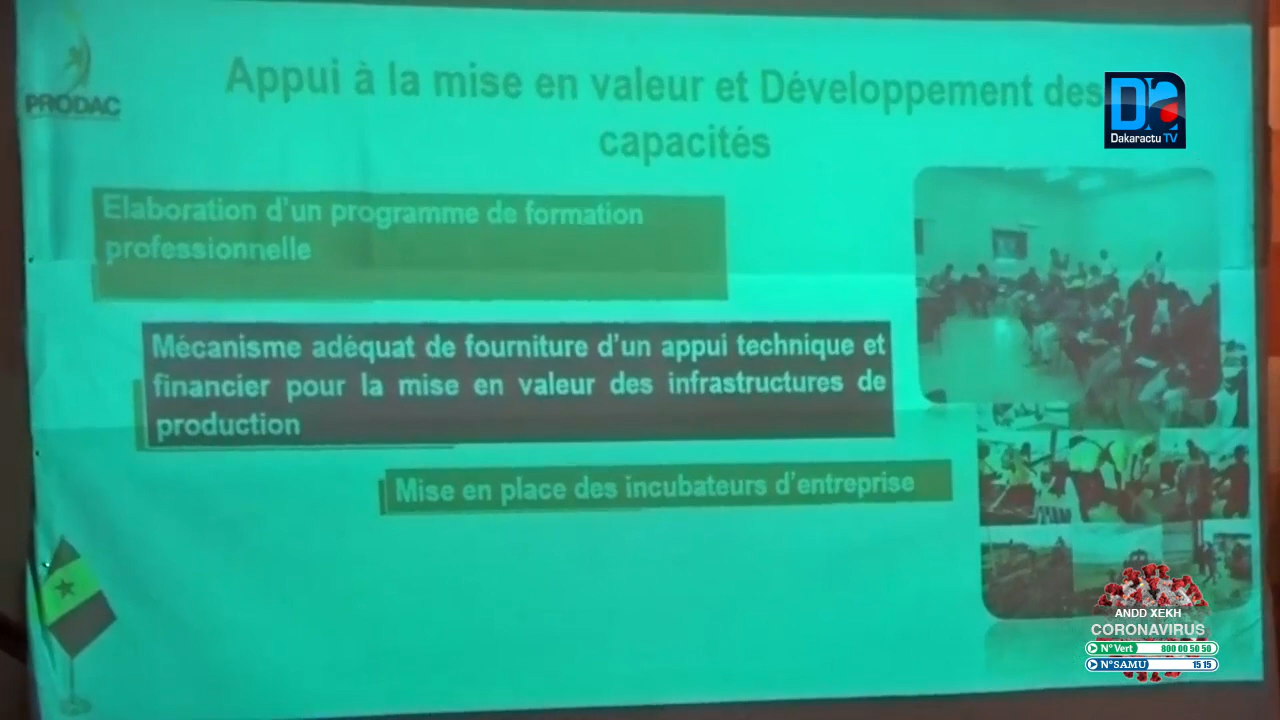 PRODAC
Appui à la mise en valeur et Développement des
capacités
Dakaractu TV
Elaboration d'un programme de formation
professionnelle
Mécanisme adéquat de fourniture d'un appui technique et
financier pour la mise en valeur des infrastructures de
production
Mise en place des incubateurs d'entreprise
ANDD XEKH
CORONAVIRUS
N° Vert 800 00 50 50
N° SAMU 15 15